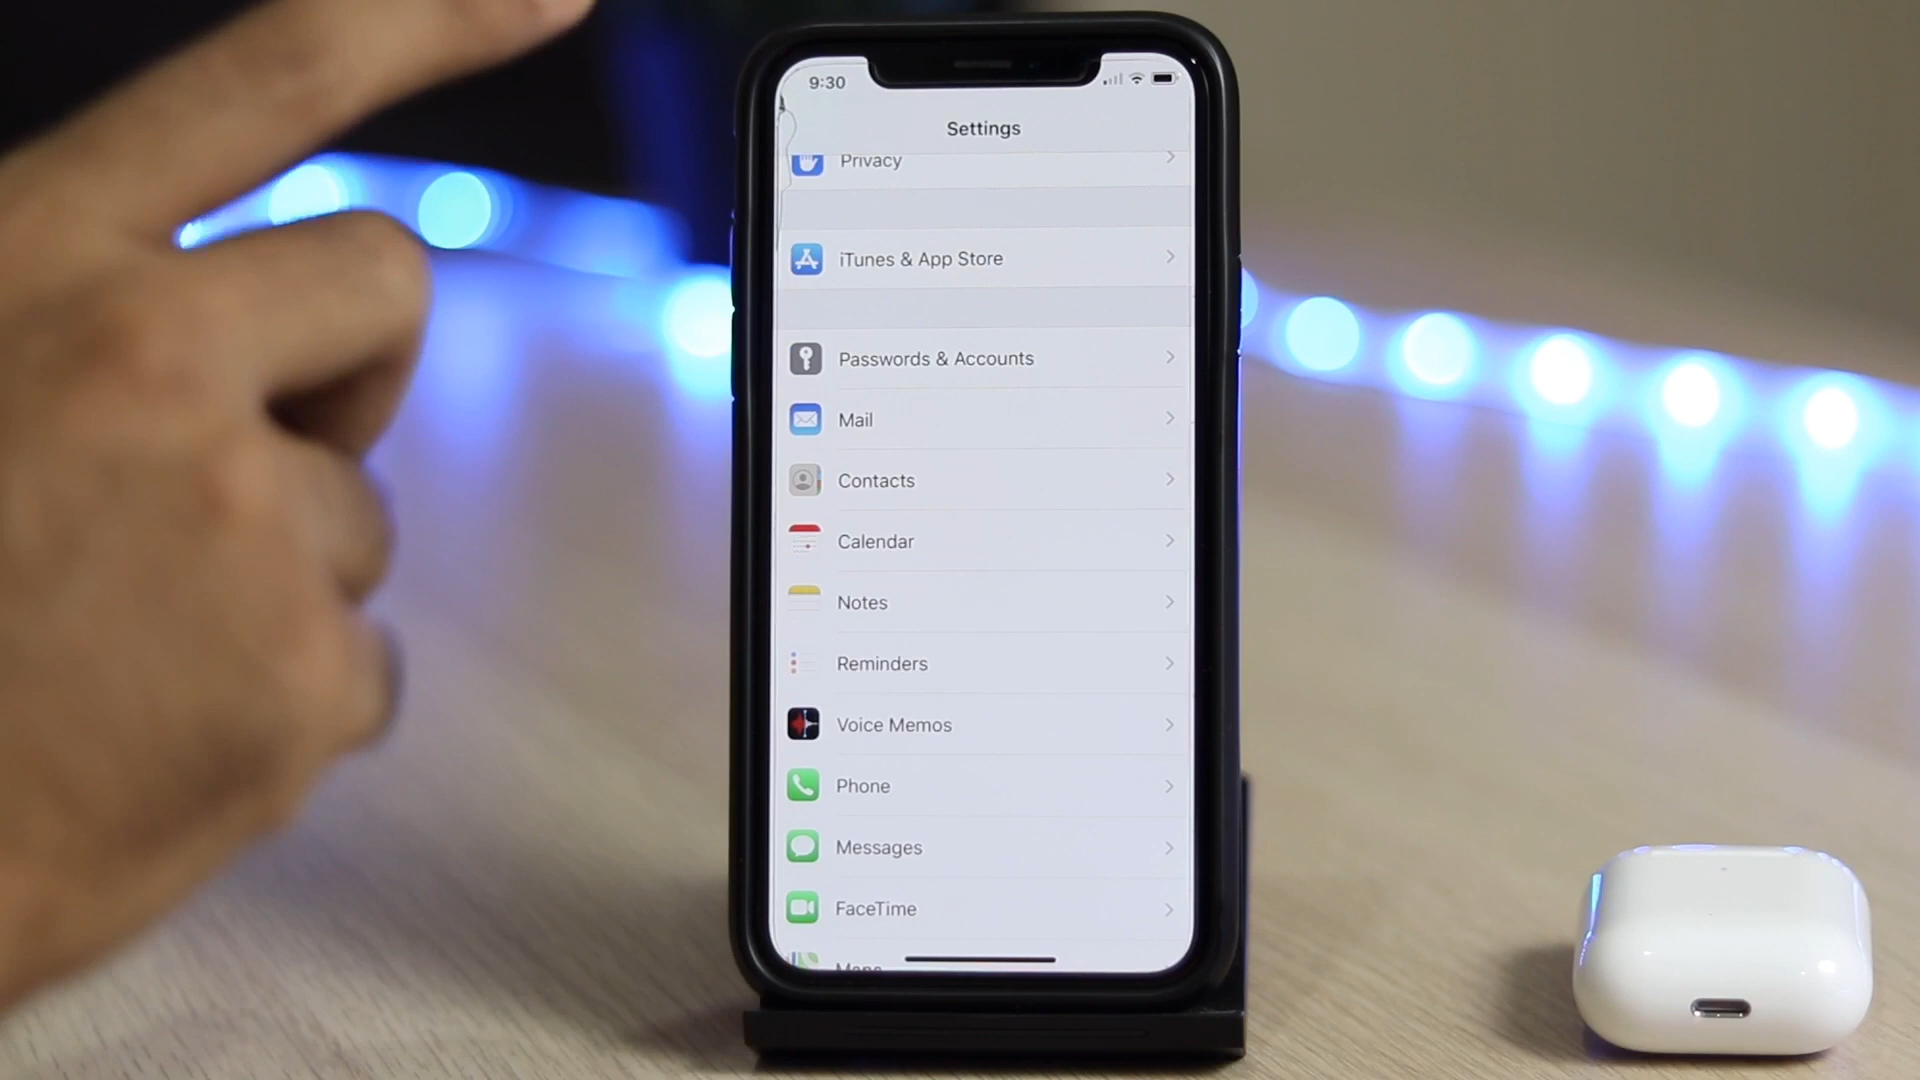 9:30
Settings
Privacy
iTunes & App Store
Passwords & Accounts
Mail
Contacts
Calendar
Notes
Reminders
Voice Memos
Phone
Messages
FaceTime
Maps